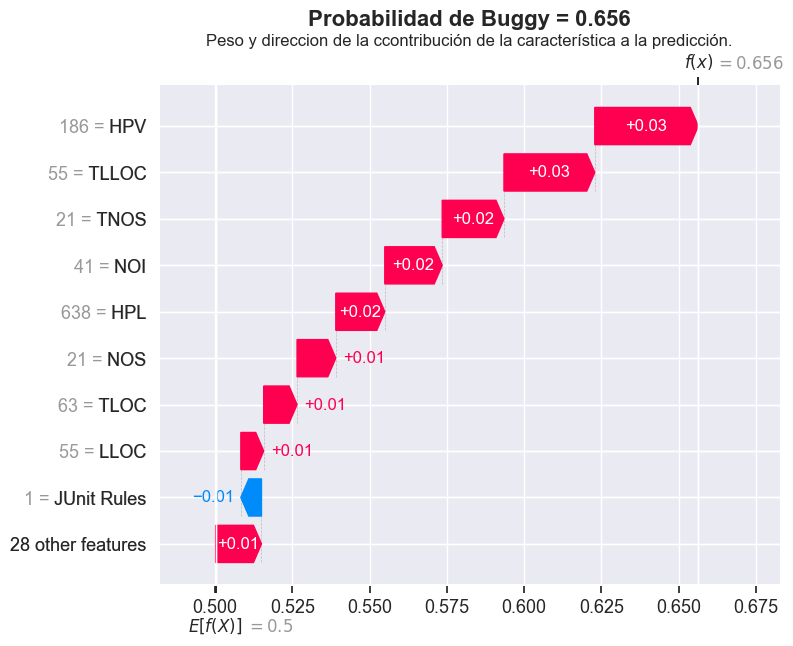 Probabilidad de Buggy = 0.656
Peso y direccion de la ccontribución de la característica a la predicción.
f(x) = 0.656
186 = HPV +0.03
55 = TLLOC +0.03
21 = TNOS +0.02
41 = NOI +0.02
638 = HPL +0.02
21 = NOS +0.01
63 = TLOC +0.01
55 = LLOC +0.01
1 = JUnit Rules −0.01
28 other features +0.01
0.500 0.525 0.550 0.575 0.600 0.625 0.650 0.675
E[f(X)] = 0.5